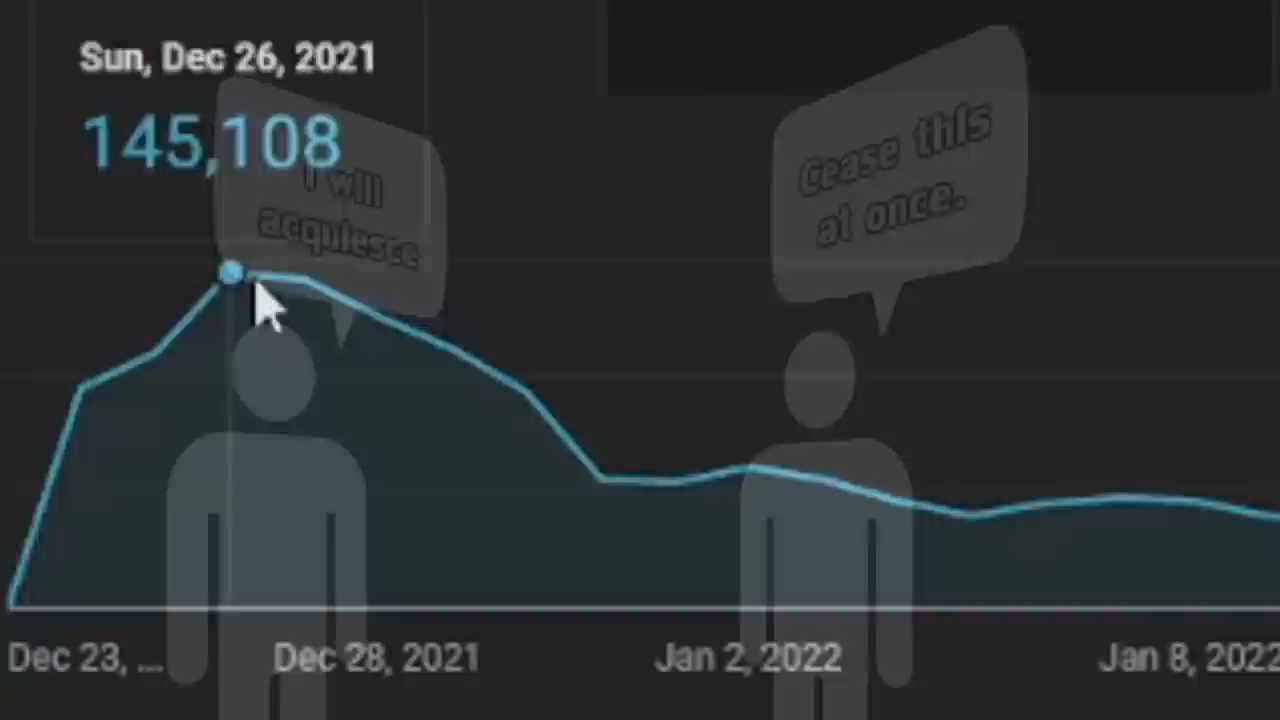 Sun, Dec 26, 2021
145,108
I will
acquiesce
Cease this
at once.
Dec 23, ...
Dec 28, 2021
Jan 2, 2022
Jan 8, 2022